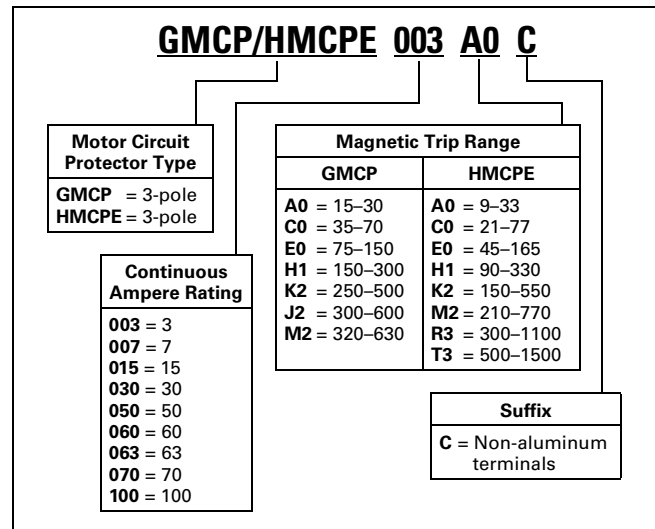 GMCP/HMCPE 003 A0 C
Motor Circuit
Protector Type
GMCP = 3-pole
HMCPE = 3-pole
Continuous
Ampere Rating
003 = 3
007 = 7
015 = 15
030 = 30
050 = 50
060 = 60
063 = 63
070 = 70
100 = 100
Magnetic Trip Range
GMCP
A0 = 15–30
C0 = 35–70
E0 = 75–150
H1 = 150–300
K2 = 250–500
J2 = 300–600
M2 = 320–630
HMCPE
A0 = 9–33
C0 = 21–77
E0 = 45–165
H1 = 90–330
K2 = 150–550
M2 = 210–770
R3 = 300–1100
T3 = 500–1500
Suffix
C = Non-aluminum
terminals